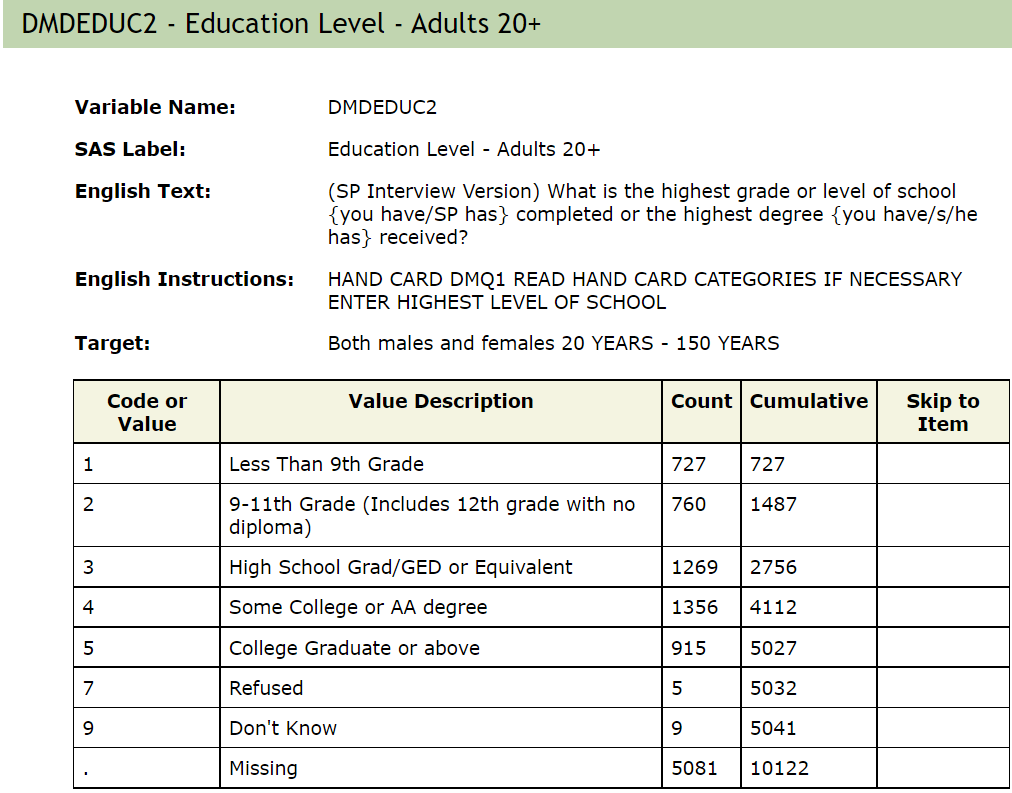 DMDEDUC2 - Education Level - Adults 20+
Variable Name: DMDEDUC2
SAS Label: Education Level - Adults 20+
English Text: (SP Interview Version) What is the highest grade or level of school
{you have/SP has} completed or the highest degree {you have/s/he
has} received?
English Instructions: HAND CARD DMQ1 READ HAND CARD CATEGORIES IF NECESSARY
ENTER HIGHEST LEVEL OF SCHOOL
Target: Both males and females 20 YEARS - 150 YEARS
Code or Value Description Count Cumulative Skip to
Value Item
1 Less Than 9th Grade 727 727
2 9-11th Grade (Includes 12th grade with no 760 1487
diploma)
3 High School Grad/GED or Equivalent 1269 2756
4 Some College or AA degree 1356 4112
5 College Graduate or above 915 5027
7 Refused 5 5032
9 Don't Know 9 5041
. Missing 5081 10122